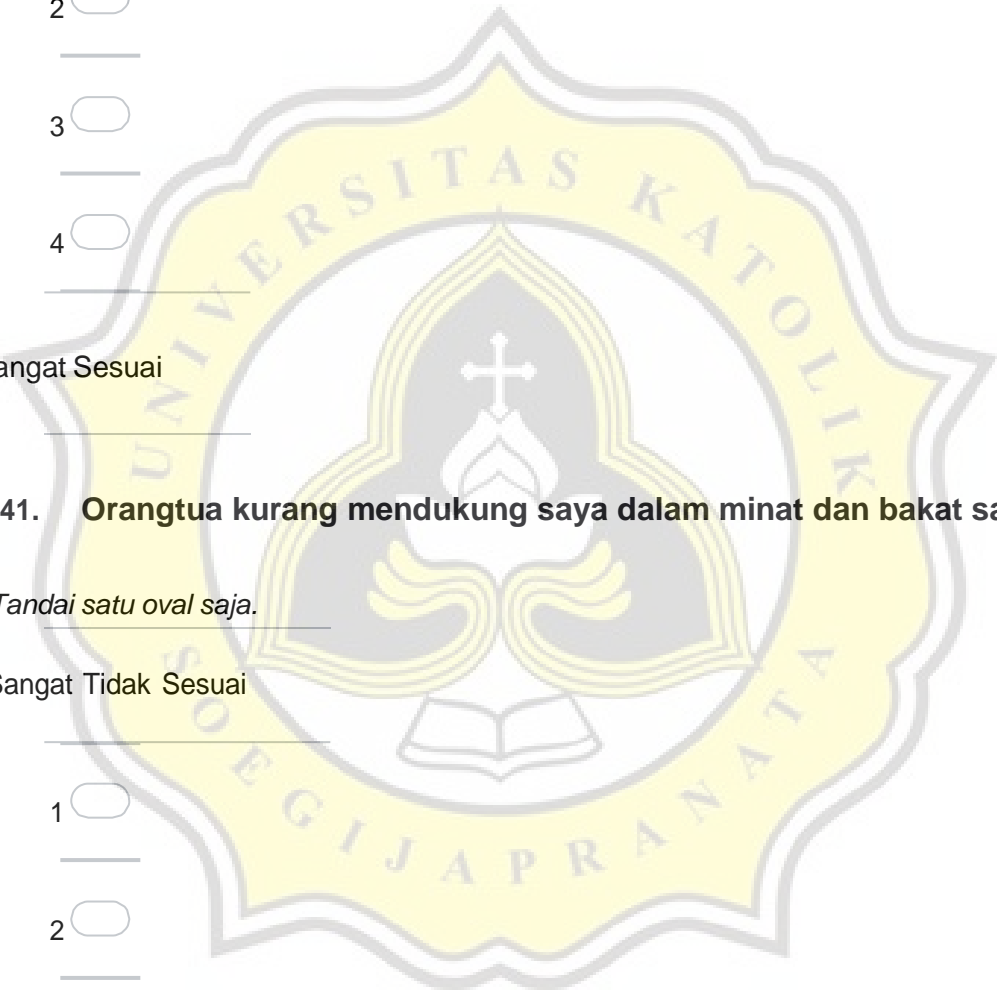 2
3
4
angat Sesuai
41. Orangtua kurang mendukung saya dalam minat dan bakat sa
Tandai satu oval saja.
Sangat Tidak Sesuai
1
2
UNIVERSITAS KATOLIK
SOEGIJAPRANATA